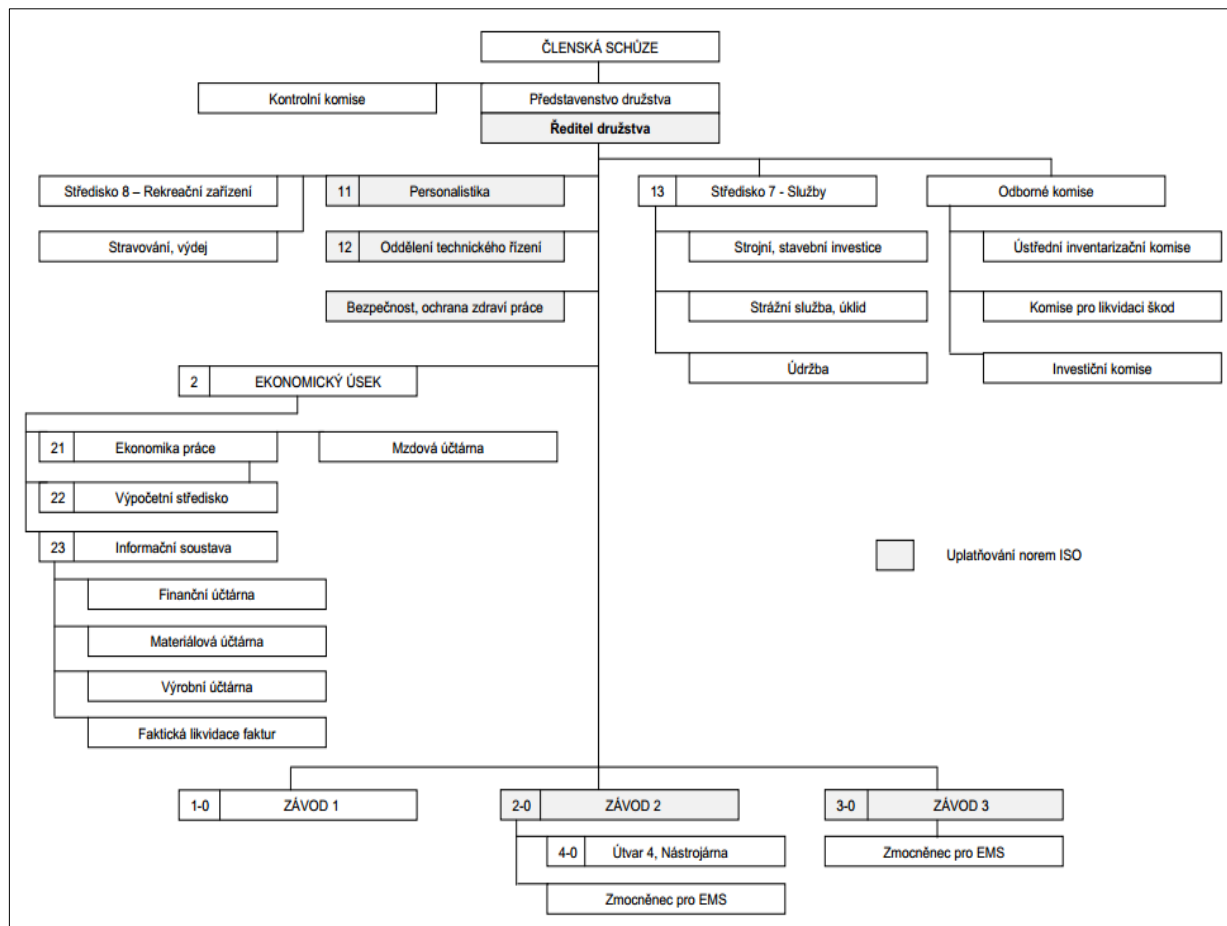 ČLENSKÁ SCHŮZE
Kontrolní komise
Představenstvo družstva
Ředitel družstva
Středisko 8 – Rekreační zařízení
11 Personalistika
13 Středisko 7 - Služby
Odborné komise
Stravování, výdej
12 Oddělení technického řízení
Strojní, stavební investice
Ústřední inventarizační komise
Bezpečnost, ochrana zdraví práce
Strážní služba, úklid
Komise pro likvidaci škod
Údržba
Investiční komise
2 EKONOMICKÝ ÚSEK
21 Ekonomika práce
Mzdová účtárna
22 Výpočetní středisko
23 Informační soustava
Uplatňování norem ISO
Finanční účtárna
Materiálová účtárna
Výrobní účtárna
Faktická likvidace faktur
1-0 ZÁVOD 1
2-0 ZÁVOD 2
3-0 ZÁVOD 3
4-0 Útvar 4, Nástrojárna
Zmocněnec pro EMS
Zmocněnec pro EMS